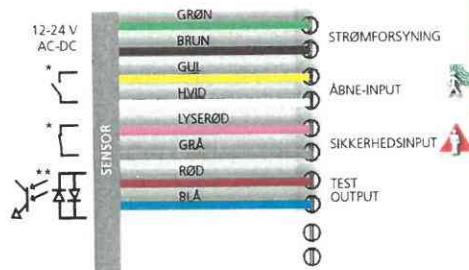 12-24 V
AC-DC
*
*
**
SENSOR
GRØN
BRUN
GUL
HVID
LYSERØD
GRÅ
RØD
BLÅ
STRØMFORSYNING
ÅBNE-INPUT
SIKKERHEDSINPUT
TEST
OUTPUT